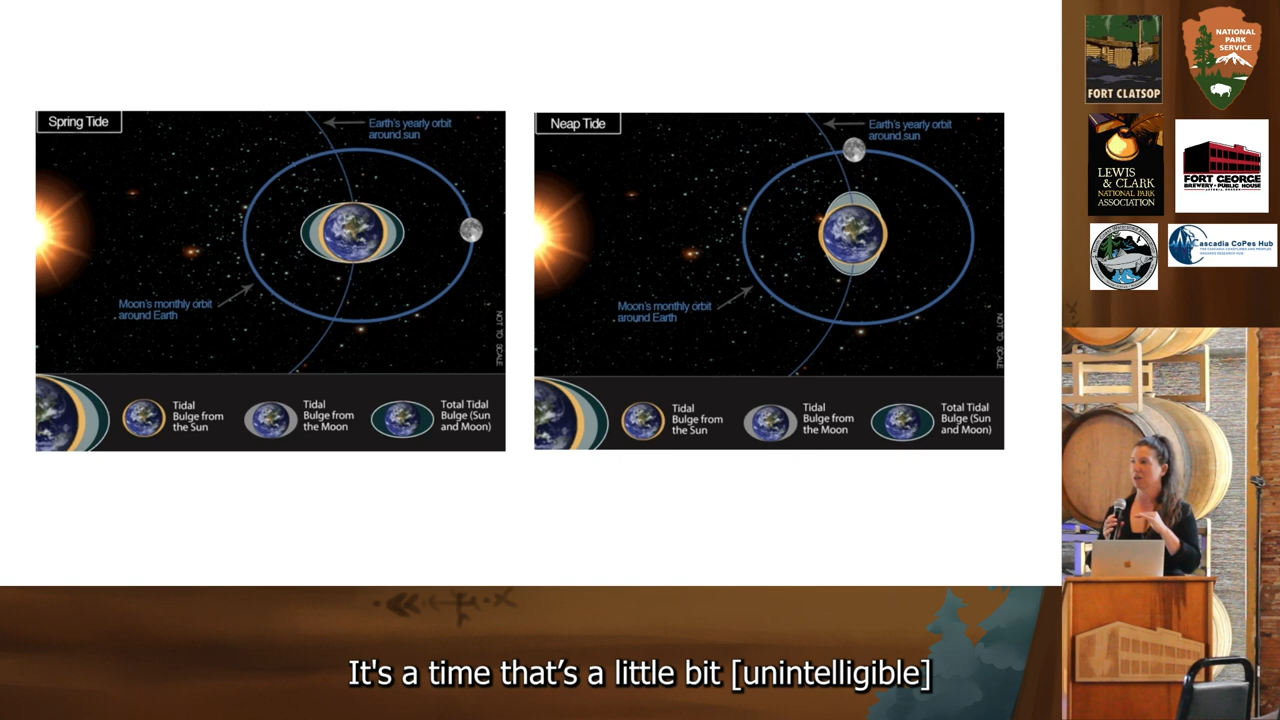 Spring Tide
Earth's yearly orbit
around sun
Moon's monthly orbit
around Earth
NOT TO SCALE
Tidal
Bulge from
the Sun
Tidal
Bulge from
the Moon
Total Tidal
Bulge (Sun
and Moon)
Neap Tide
Earth's yearly orbit
around sun
Moon's monthly orbit
around Earth
NOT TO SCALE
Tidal
Bulge from
the Sun
Tidal
Bulge from
the Moon
Total Tidal
Bulge (Sun
and Moon)
FORT CLATSOP
NATIONAL
PARK
SERVICE
LEWIS
& CLARK
NATIONAL PARK
ASSOCIATION
FORT GEORGE
BREWERY + PUBLIC HOUSE
ASTORIA, OREGON
Cascadia CoPes Hub
It's a time that’s a little bit [unintelligible]